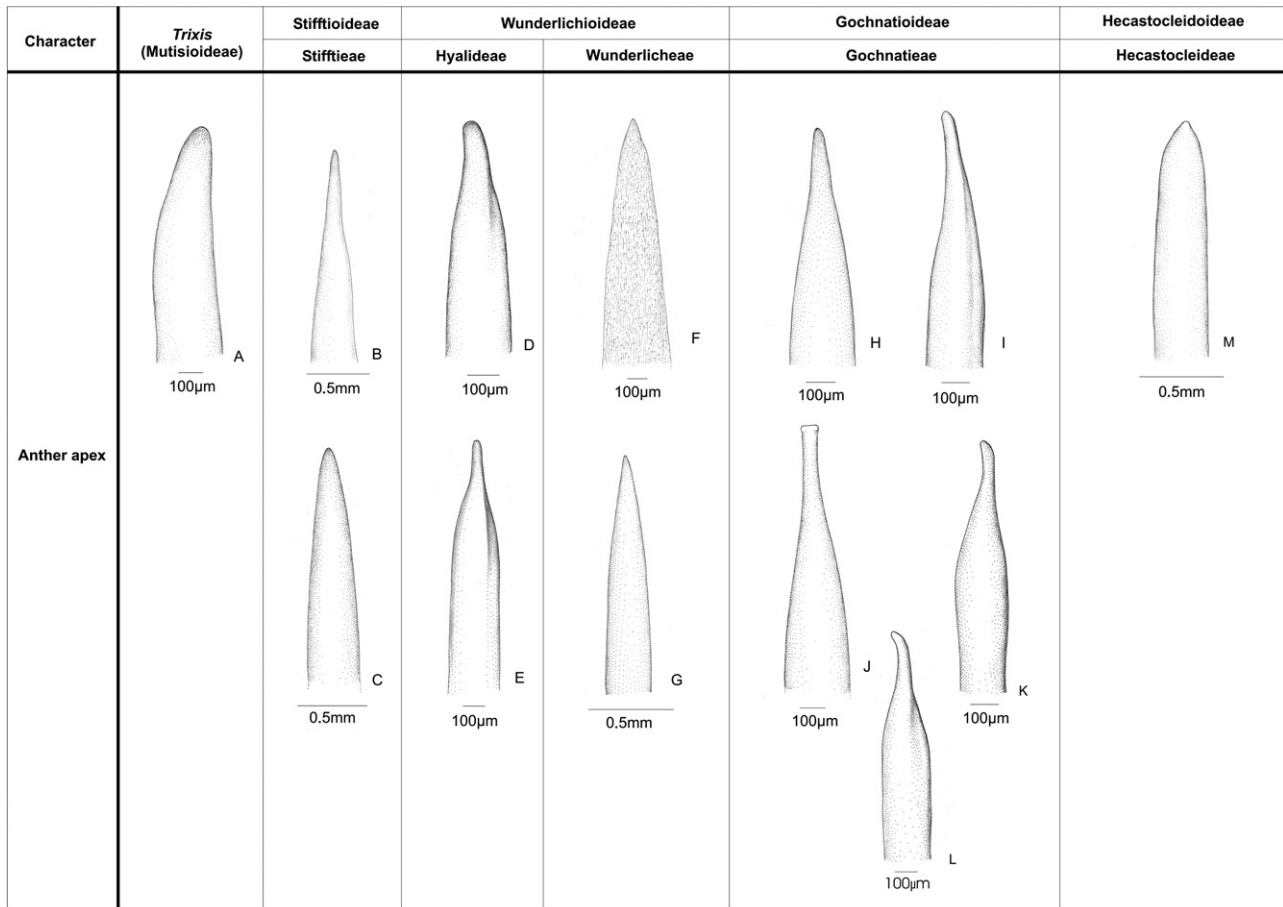 Character
Trixis
(Mutisioideae)
Stifftioideae
Wunderlichioideae
Gochnatioideae
Hecastocleidoideae
Stifftieae
Hyalideae
Wunderlicheae
Gochnatieae
Hecastocleideae
Anther apex
A
100µm
B
0.5mm
D
100µm
F
100µm
H
100µm
I
100µm
M
0.5mm
C
0.5mm
E
100µm
G
0.5mm
J
100µm
K
100µm
L
100µm